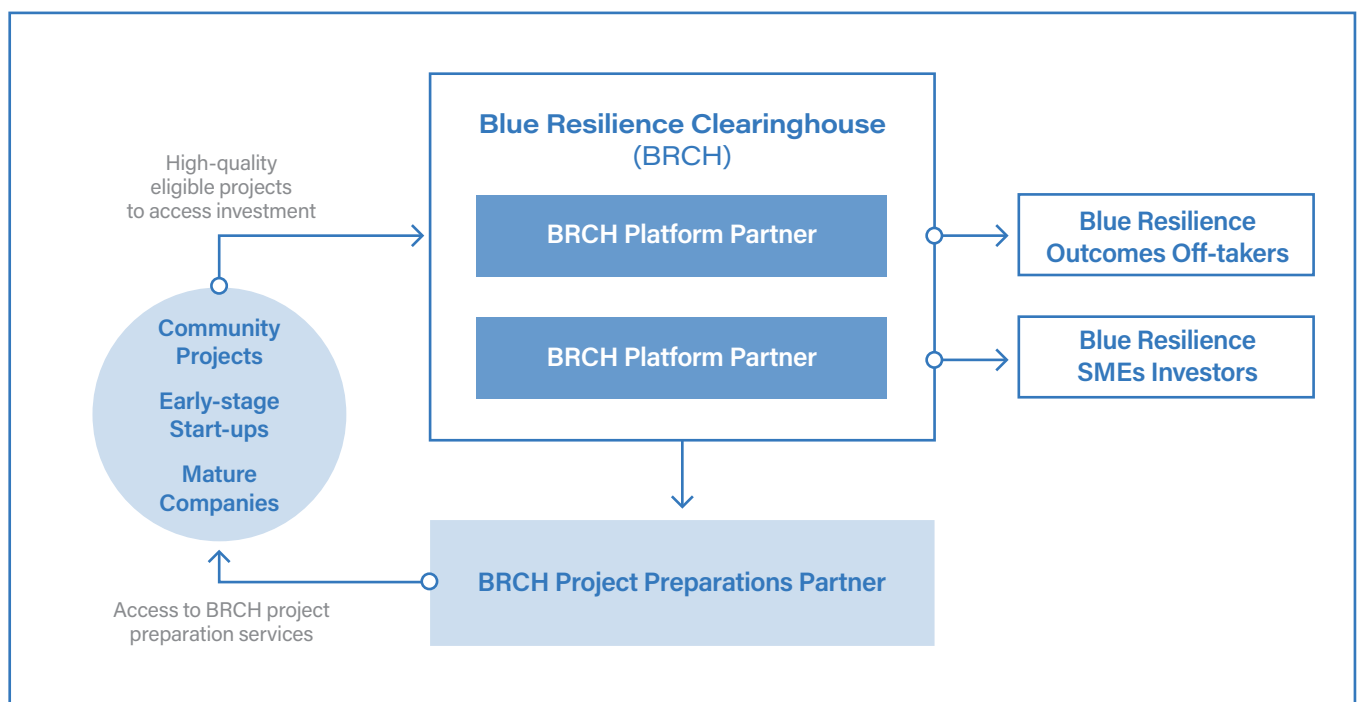 Blue Resilience Clearinghouse
(BRCH)
High-quality
eligible projects
to access investment
BRCH Platform Partner
BRCH Platform Partner
Blue Resilience
Outcomes Off-takers
Blue Resilience
SMEs Investors
Community
Projects
Early-stage
Start-ups
Mature
Companies
BRCH Project Preparations Partner
Access to BRCH project
preparation services